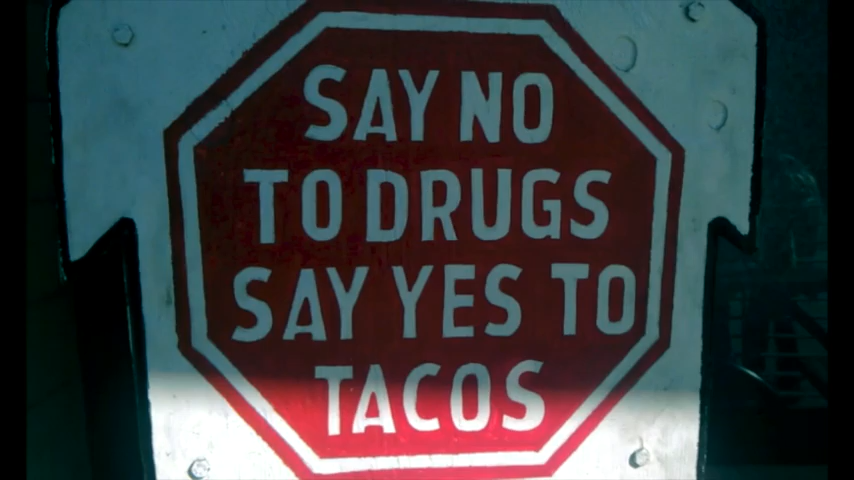 SAY NO
TO DRUGS
SAY YES TO
TACOS